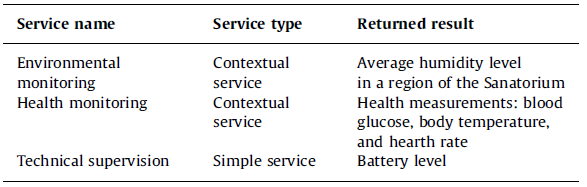 Service name Service type Returned result
Environmental Contextual Average humidity level
monitoring service in a region of the Sanatorium
Health monitoring Contextual Health measurements: blood
service glucose, body temperature,
and hearth rate
Technical supervision Simple service Battery level